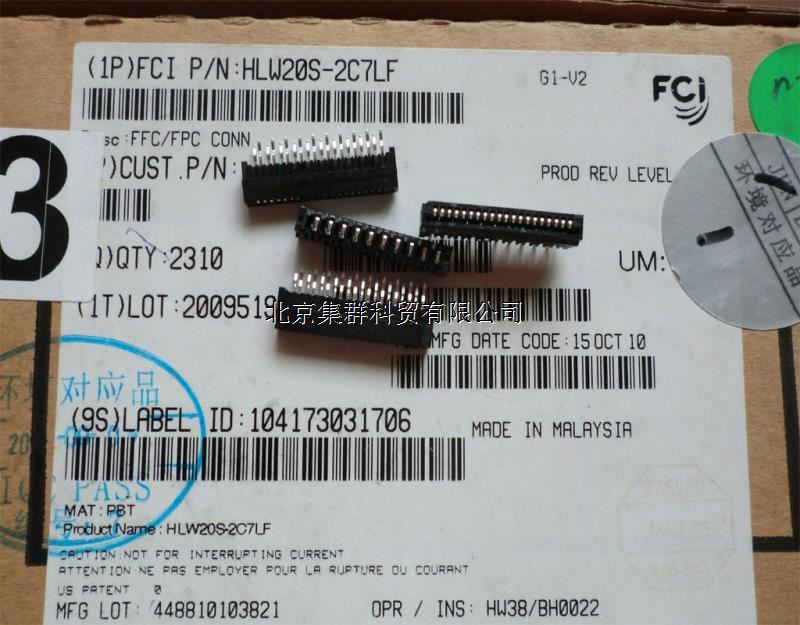 (1P)FCI P/N:HLW20S-2C7LF
G1-V2
FCi
:FFC/FPC CONN
)CUST.P/N:
PROD REV LEVEL
3
)QTY:2310
UM:
(1T)LOT:2009519
北京集群科贸有限公司
MFG DATE CODE:15 OCT 10
环境对应品
对应品
(9S)LABEL ID:104173031706
MADE IN MALAYSIA
PASS
MAT: PBT
Product Name: HLW20S-2C7LF
CAUTION:NOT FOR INTERRUPTING CURRENT
ATTENTION:NE PAS EMPLOYER POUR LA RUPTURE DU COURANT
US PATENT 0
MFG LOT: 448810103821
OPR / INS: HW38/BH0022